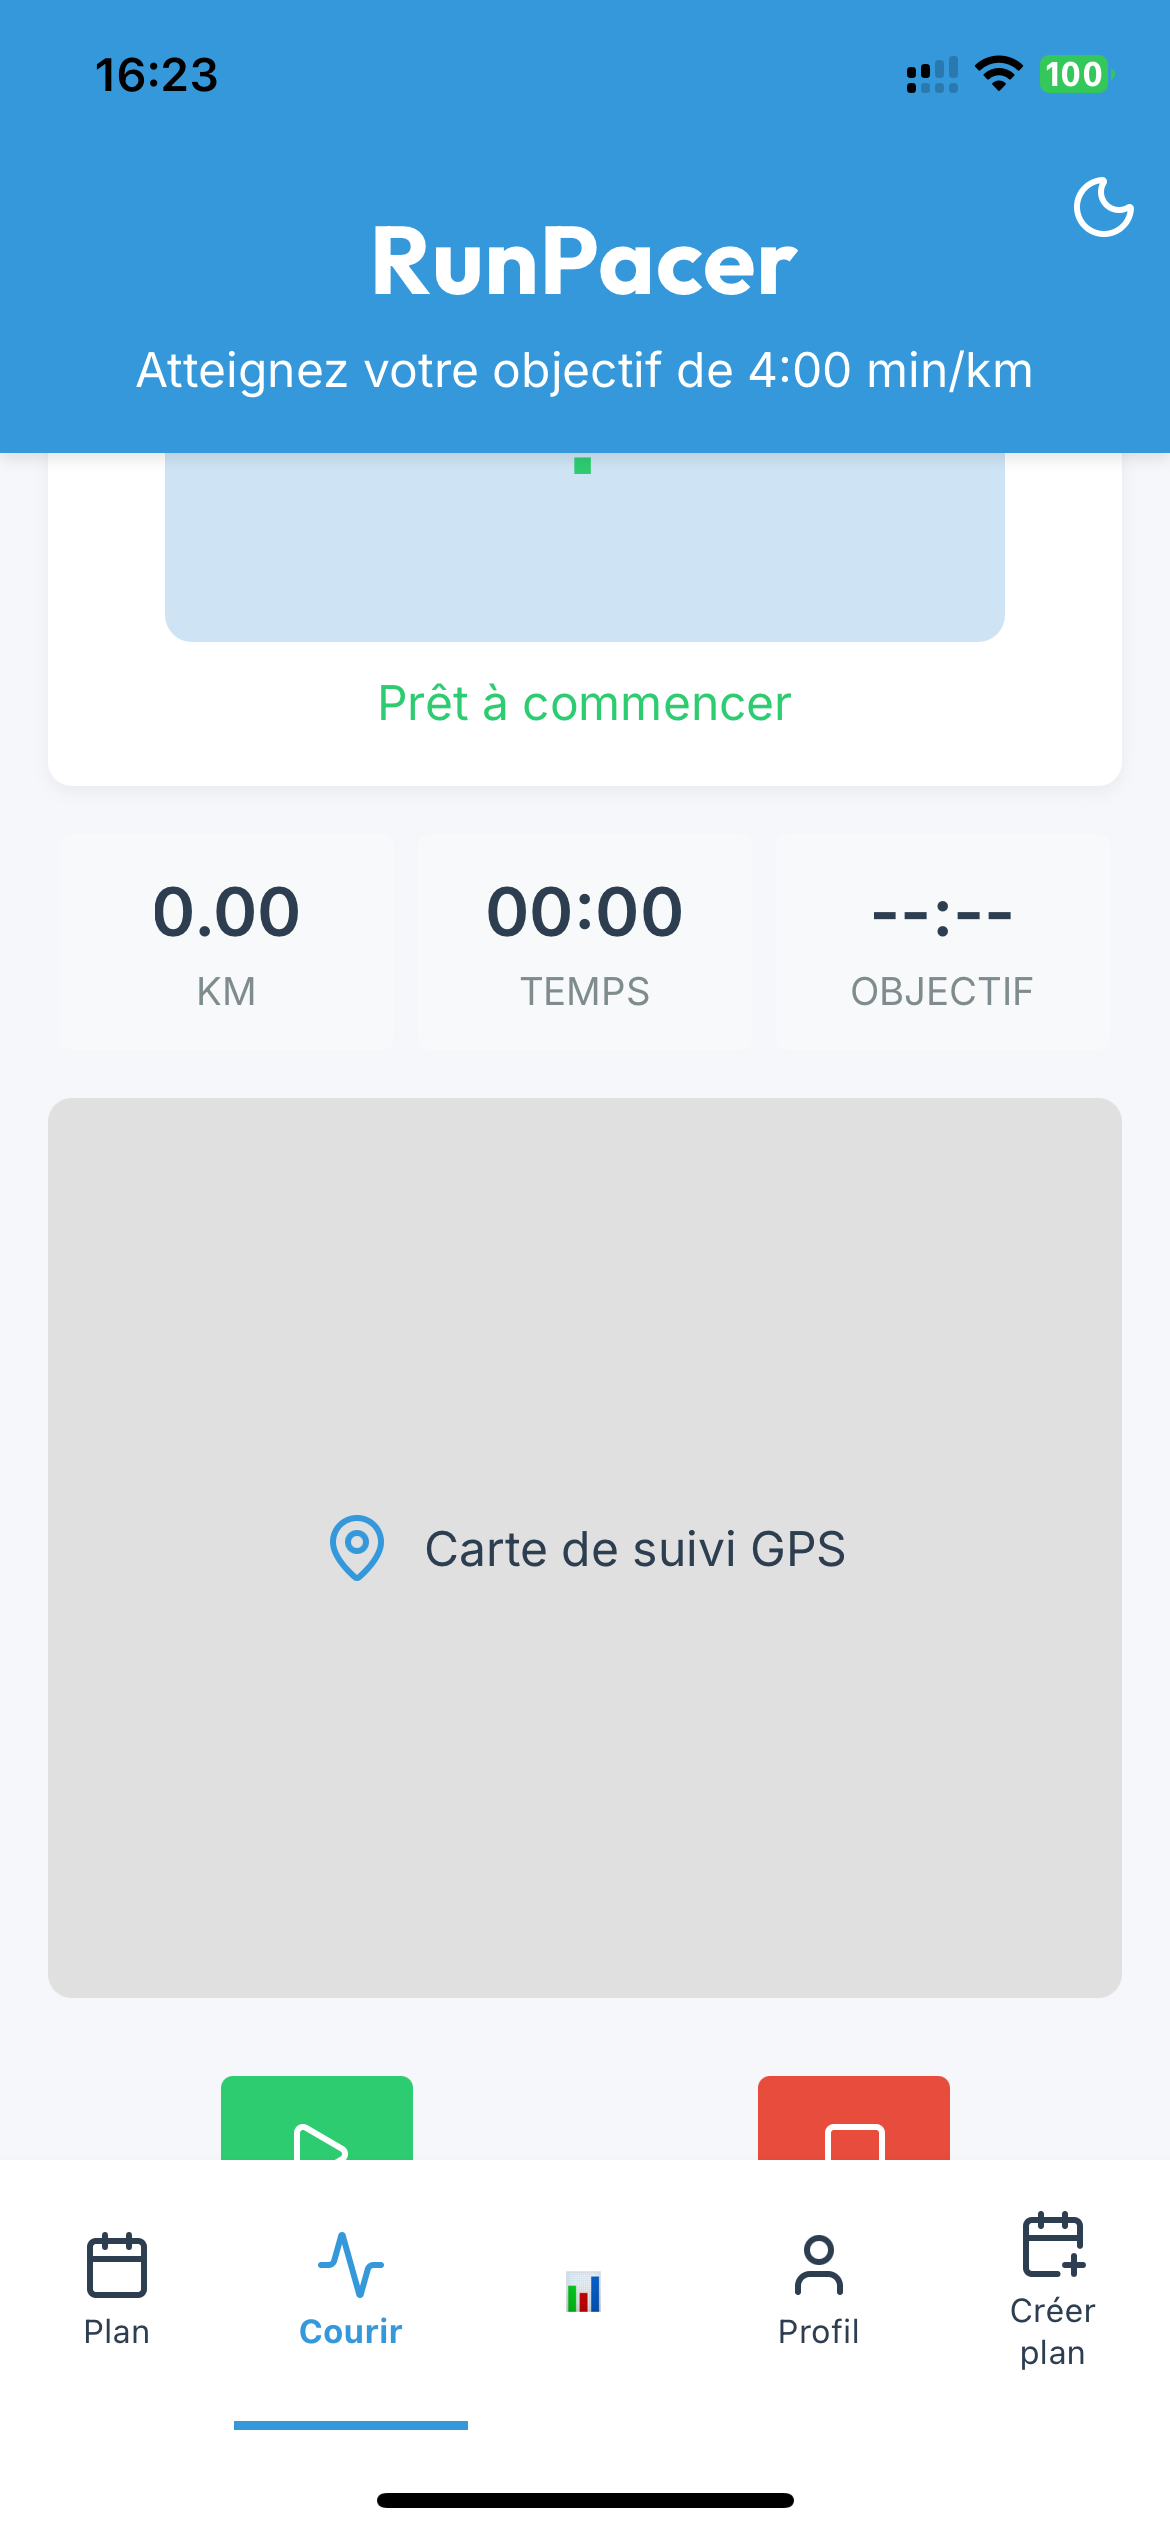 16:23
100
RunPacer
Atteignez votre objectif de 4:00 min/km
Prêt à commencer
0.00
KM
00:00
TEMPS
--:--
OBJECTIF
Carte de suivi GPS
Plan
Courir
Profil
Créer
plan